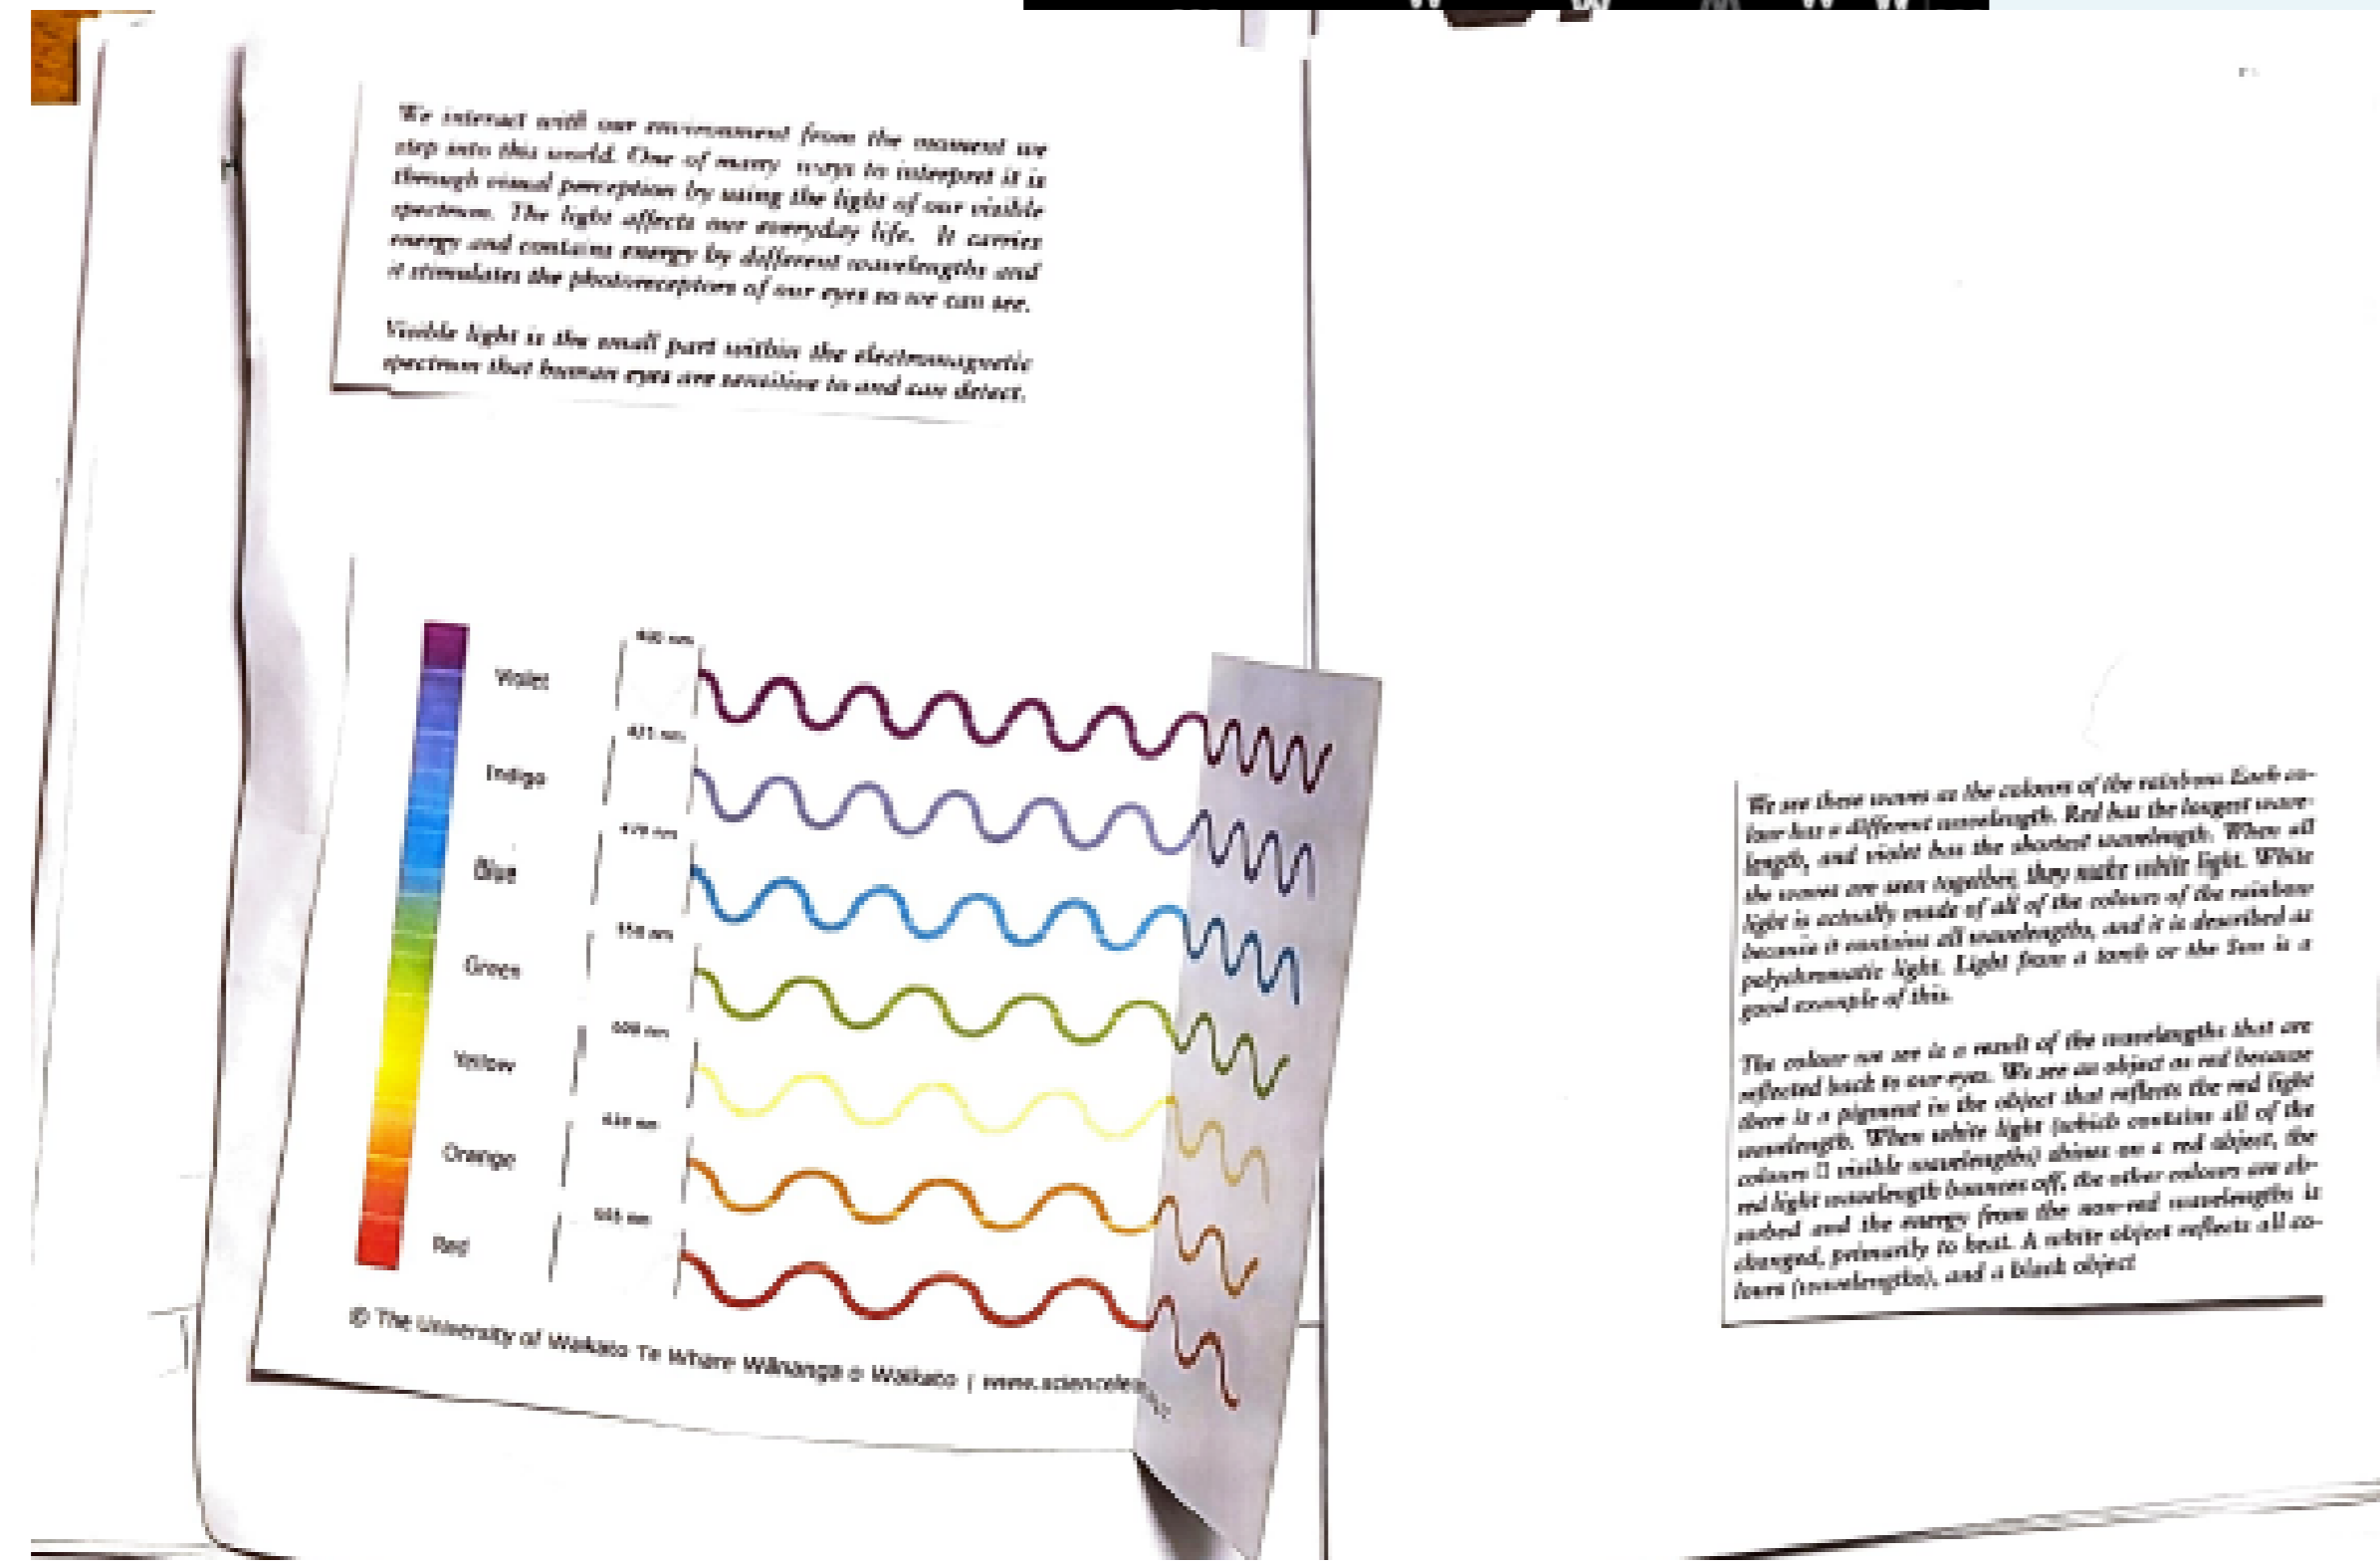 We interact with our environment from the moment we
step into this world. One of many ways to interpret it is
through visual perception by using the light of our visible
spectrum. The light affects our everyday life. It carries
energy and contains energy by different wavelengths and
it stimulates the photoreceptors of our eyes so we can see.
Visible light is the small part within the electromagnetic
spectrum that human eyes are sensitive to and can detect.
Violet
Indigo
Blue
Green
Yellow
Orange
Red
nm
nm
nm
nm
nm
nm
nm
© The University of Waikato Te Whare Wānanga o Waikato | www.sciencelea
We see these waves as the colours of the rainbow. Each co-
lour has a different wavelength. Red has the longest wave-
length, and violet has the shortest wavelength. When all
the waves are seen together, they make white light. White
light is actually made of all of the colours of the rainbow
because it contains all wavelengths, and it is described as
polychromatic light. Light from a torch or the Sun is a
good example of this.
The colour we see is a result of the wavelengths that are
reflected back to our eyes. We see an object as red because
there is a pigment in the object that reflects the red light
wavelength. When white light (which contains all of the
colours visible wavelengths) shines on a red object, the
red light wavelength bounces off, the other colours are ab-
sorbed and the energy from the non-red wavelengths is
changed, primarily to heat. A white object reflects all co-
lours (wavelengths), and a black object